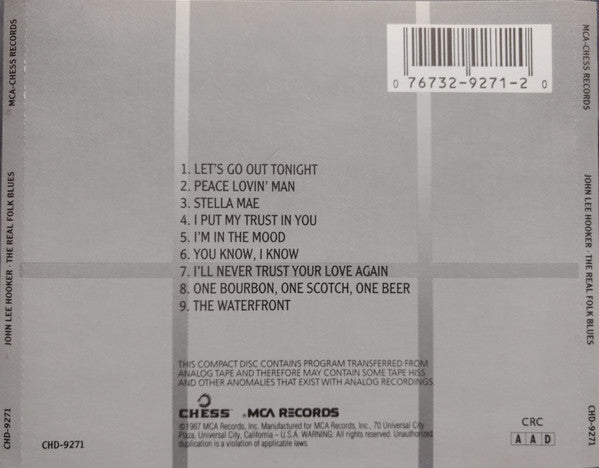 MCA-CHESS RECORDS
JOHN LEE HOOKER · THE REAL FOLK BLUES
CHD-9271
0 76732-9271-2 0
1. LET'S GO OUT TONIGHT
2. PEACE LOVIN' MAN
3. STELLA MAE
4. I PUT MY TRUST IN YOU
5. I'M IN THE MOOD
6. YOU KNOW, I KNOW
7. I'LL NEVER TRUST YOUR LOVE AGAIN
8. ONE BOURBON, ONE SCOTCH, ONE BEER
9. THE WATERFRONT
THIS COMPACT DISC CONTAINS PROGRAM TRANSFERRED FROM
ANALOG TAPE AND THEREFORE MAY CONTAIN SOME TAPE HISS
AND OTHER ANOMALIES THAT EXIST WITH ANALOG RECORDINGS.
CHESS MCA RECORDS
©1987 MCA Records, Inc. Manufactured for MCA Records, Inc., 70 Universal City
Plaza, Universal City, California – U.S.A. WARNING: All rights reserved. Unauthorized
duplication is a violation of applicable laws.
CHD-9271
CRC
A A D
MCA-CHESS RECORDS
JOHN LEE HOOKER · THE REAL FOLK BLUES
CHD-9271